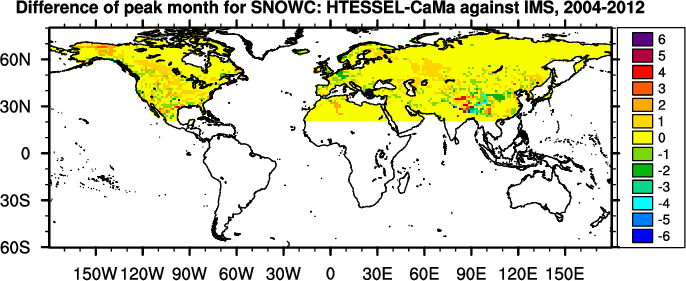 Difference of peak month for SNOWC: HTESSEL-CaMa against IMS, 2004-2012
60N
30N
0
30S
60S
150W 120W 90W 60W 30W 0 30E 60E 90E 120E 150E
6
5
4
3
2
1
0
-1
-2
-3
-4
-5
-6